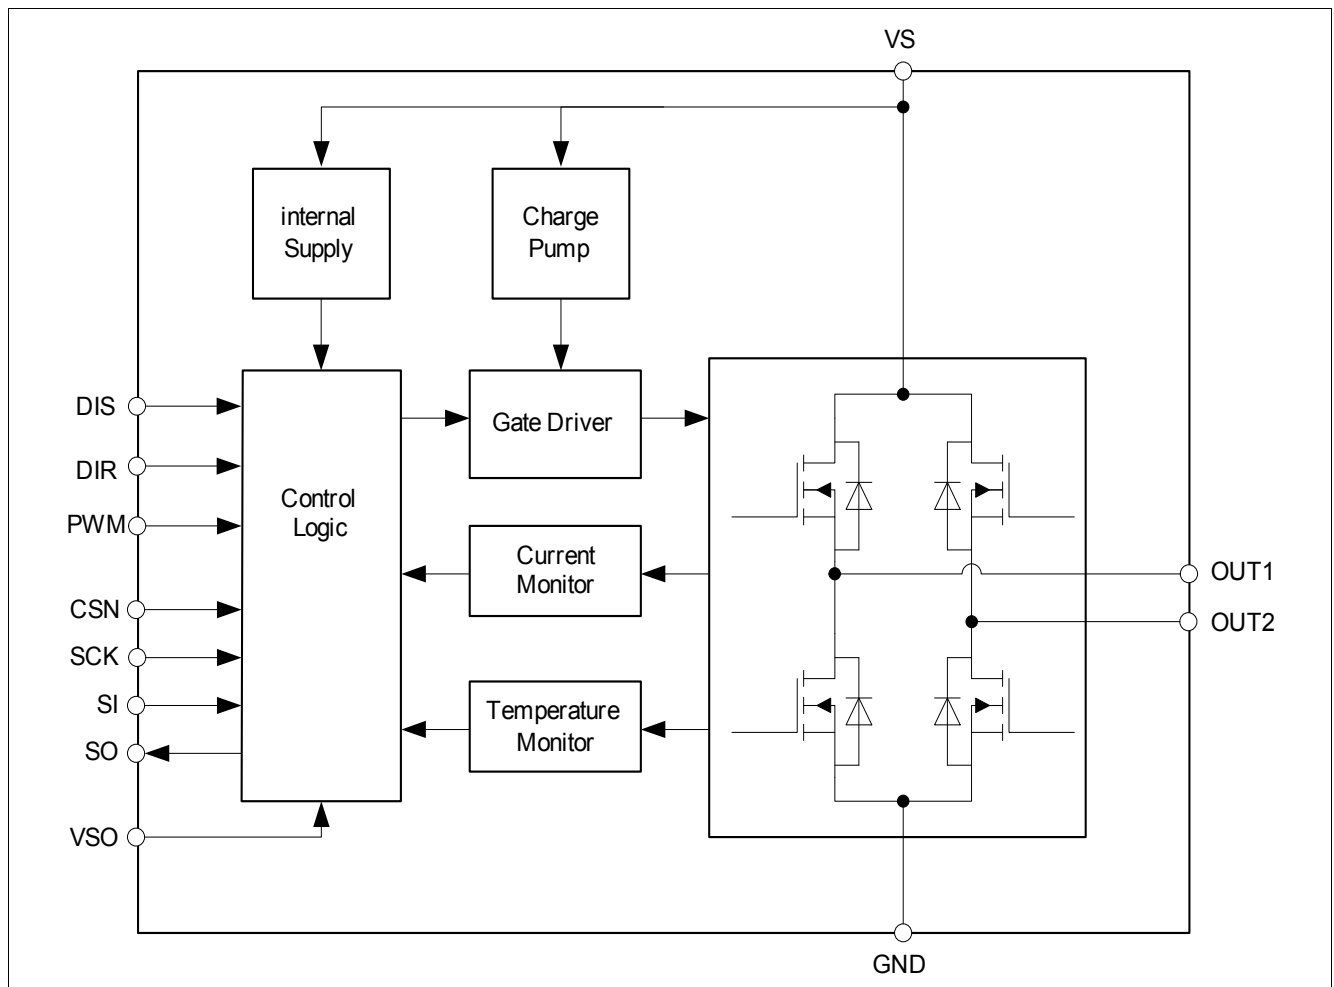 VS
internal
Supply
Charge
Pump
DIS
DIR
PWM
CSN
SCK
SI
SO
VSO
Control
Logic
Gate Driver
Current
Monitor
Temperature
Monitor
OUT1
OUT2
GND